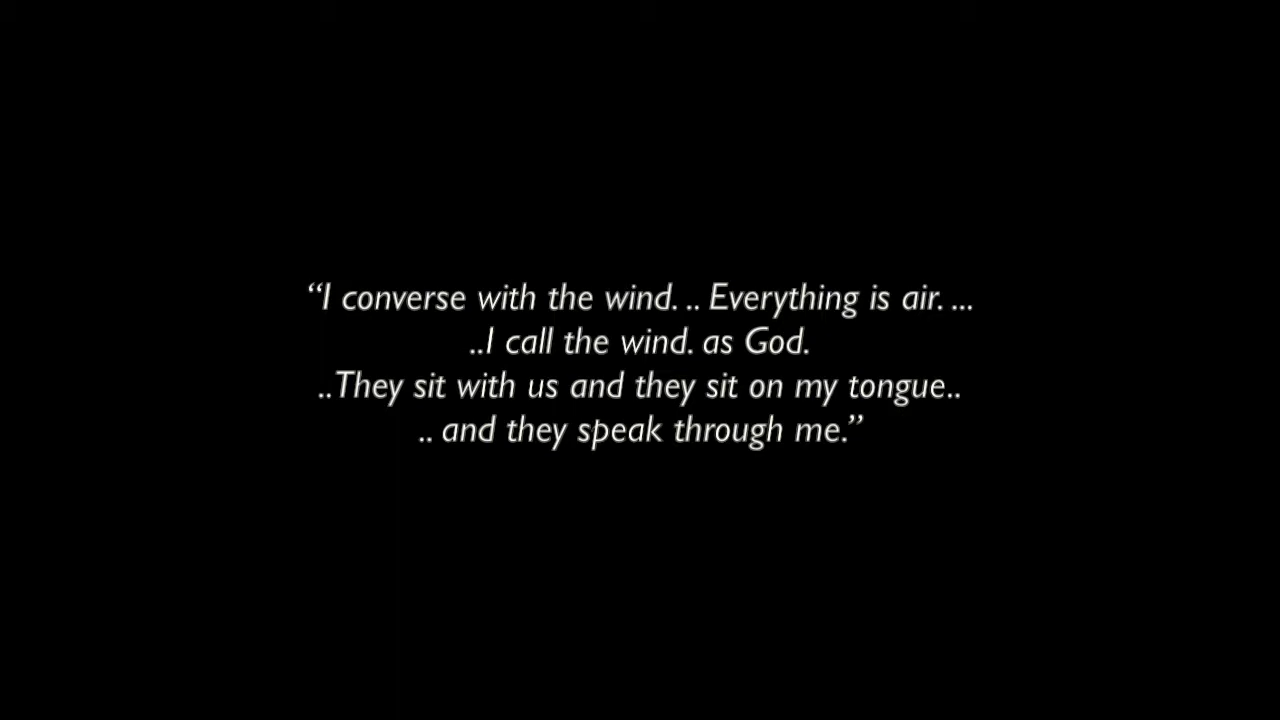 “I converse with the wind. .. Everything is air. ...
..I call the wind. as God.
..They sit with us and they sit on my tongue..
.. and they speak through me.”